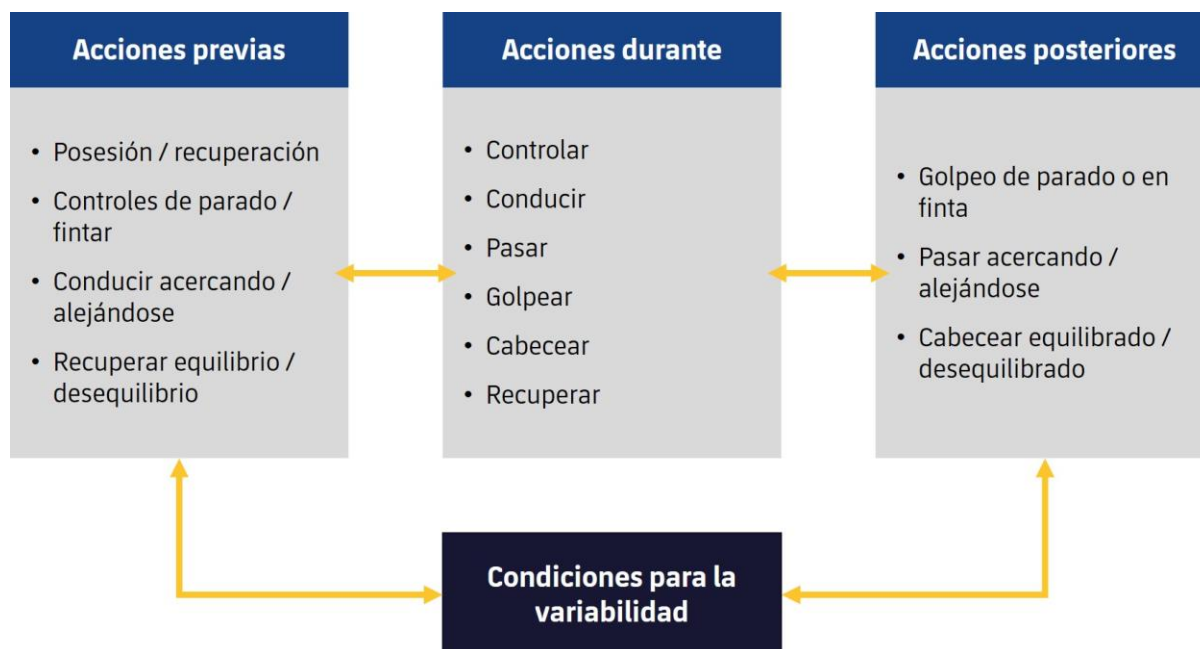 Acciones previas
• Posesión / recuperación
• Controles de parado /
fintar
• Conducir acercando /
alejándose
• Recuperar equilibrio /
desequilibrio
Acciones durante
• Controlar
• Conducir
• Pasar
• Golpear
• Cabecear
• Recuperar
Acciones posteriores
• Golpeo de parado o en
finta
• Pasar acercando /
alejándose
• Cabecear equilibrado /
desequilibrado
Condiciones para la
variabilidad